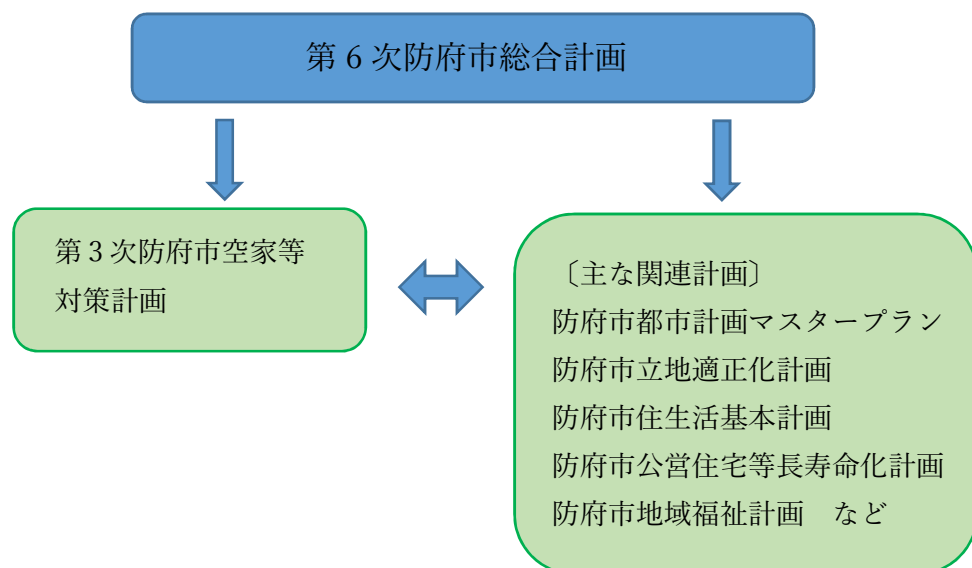 第 6 次防府市総合計画
第３次防府市空家等
対策計画
〔主な関連計画〕
防府市都市計画マスタープラン
防府市立地適正化計画
防府市住生活基本計画
防府市公営住宅等長寿命化計画
防府市地域福祉計画　など